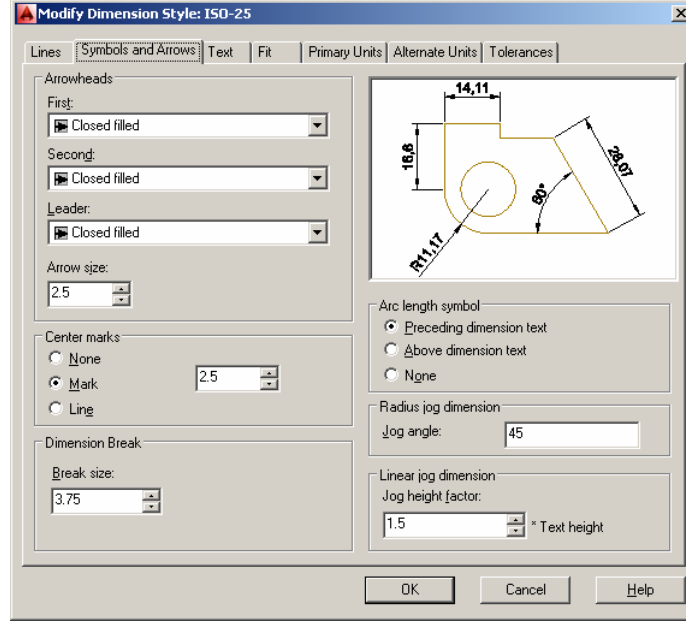 Modify Dimension Style: ISO-25
Lines
Symbols and Arrows
Text
Fit
Primary Units
Alternate Units
Tolerances
Arrowheads
First:
Closed filled
Second:
Closed filled
Leader:
Closed filled
Arrow size:
2.5
Center marks
None
Mark
2.5
Line
Dimension Break
Break size:
3.75
14,11
16,6
28,07
60°
R11,17
Arc length symbol
Preceding dimension text
Above dimension text
None
Radius jog dimension
Jog angle:
45
Linear jog dimension
Jog height factor:
1.5
* Text height
OK
Cancel
Help